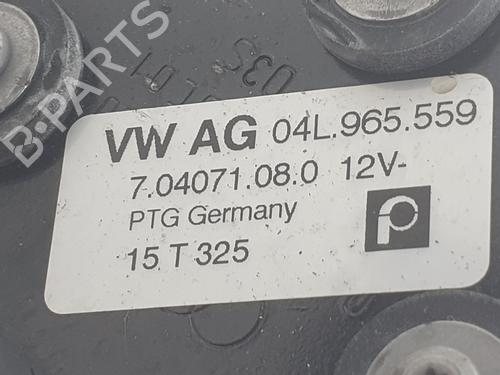 B-PARTS
VW AG 04L.965.559
7.04071.08.0 12V-
PTG Germany
15 T 325